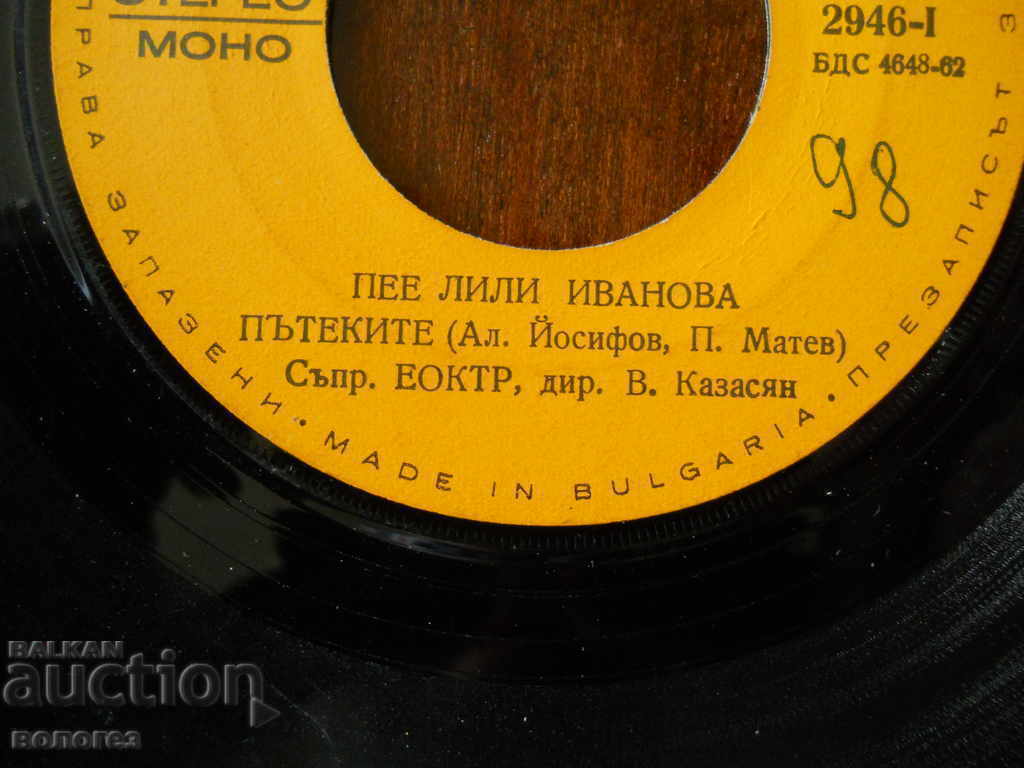 СТЕРЕО
МОНО
2946-I
БДС 4648-62
98
ПЕЕ ЛИЛИ ИВАНОВА
ПЪТЕКИТЕ (Ал. Йосифов, П. Матев)
Съпр. ЕОКТР, дир. В. Казасян
ПРАВА ЗАПАЗЕНИ • MADE IN BULGARIA • ПРЕЗАПИСЪТ З
BALKAN
auction
вологез